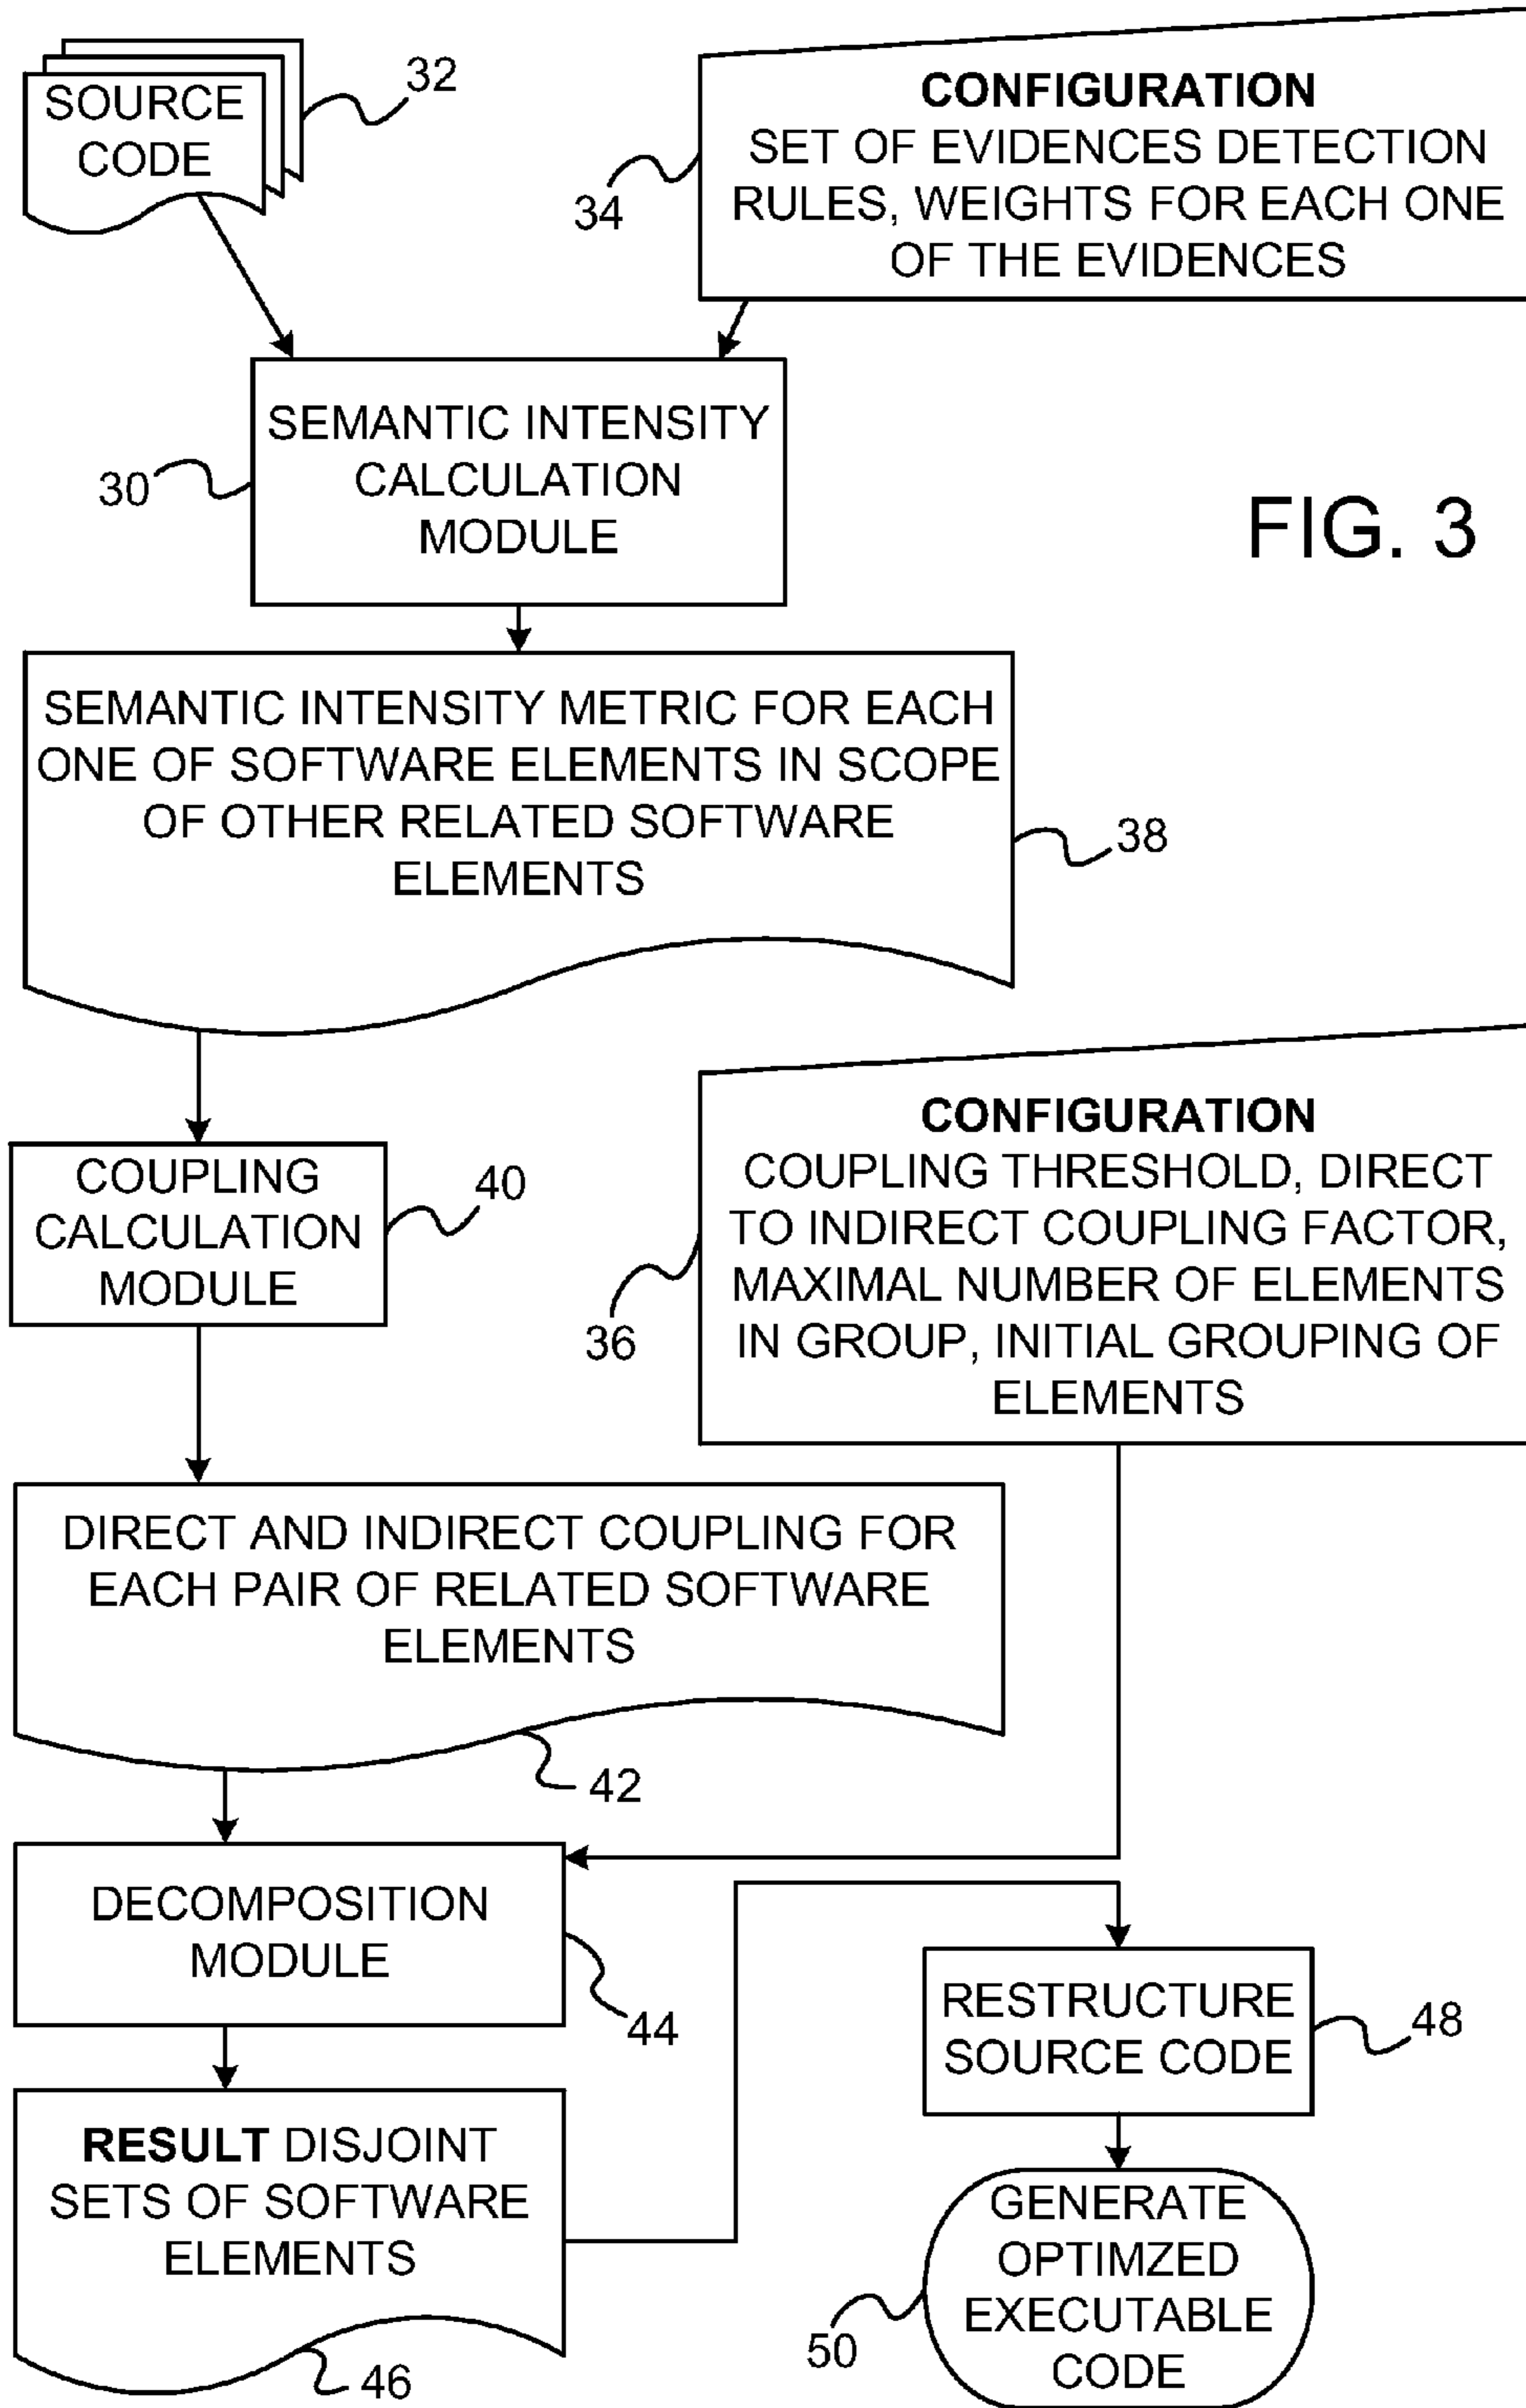 SOURCE
CODE
32
CONFIGURATION
SET OF EVIDENCES DETECTION
RULES, WEIGHTS FOR EACH ONE
OF THE EVIDENCES
34
SEMANTIC INTENSITY
CALCULATION
MODULE
30
FIG. 3
SEMANTIC INTENSITY METRIC FOR EACH
ONE OF SOFTWARE ELEMENTS IN SCOPE
OF OTHER RELATED SOFTWARE
ELEMENTS
38
COUPLING
CALCULATION
MODULE
40
CONFIGURATION
COUPLING THRESHOLD, DIRECT
TO INDIRECT COUPLING FACTOR,
MAXIMAL NUMBER OF ELEMENTS
IN GROUP, INITIAL GROUPING OF
ELEMENTS
36
DIRECT AND INDIRECT COUPLING FOR
EACH PAIR OF RELATED SOFTWARE
ELEMENTS
42
DECOMPOSITION
MODULE
44
RESTRUCTURE
SOURCE CODE
48
RESULT DISJOINT
SETS OF SOFTWARE
ELEMENTS
46
GENERATE
OPTIMZED
EXECUTABLE
CODE
50